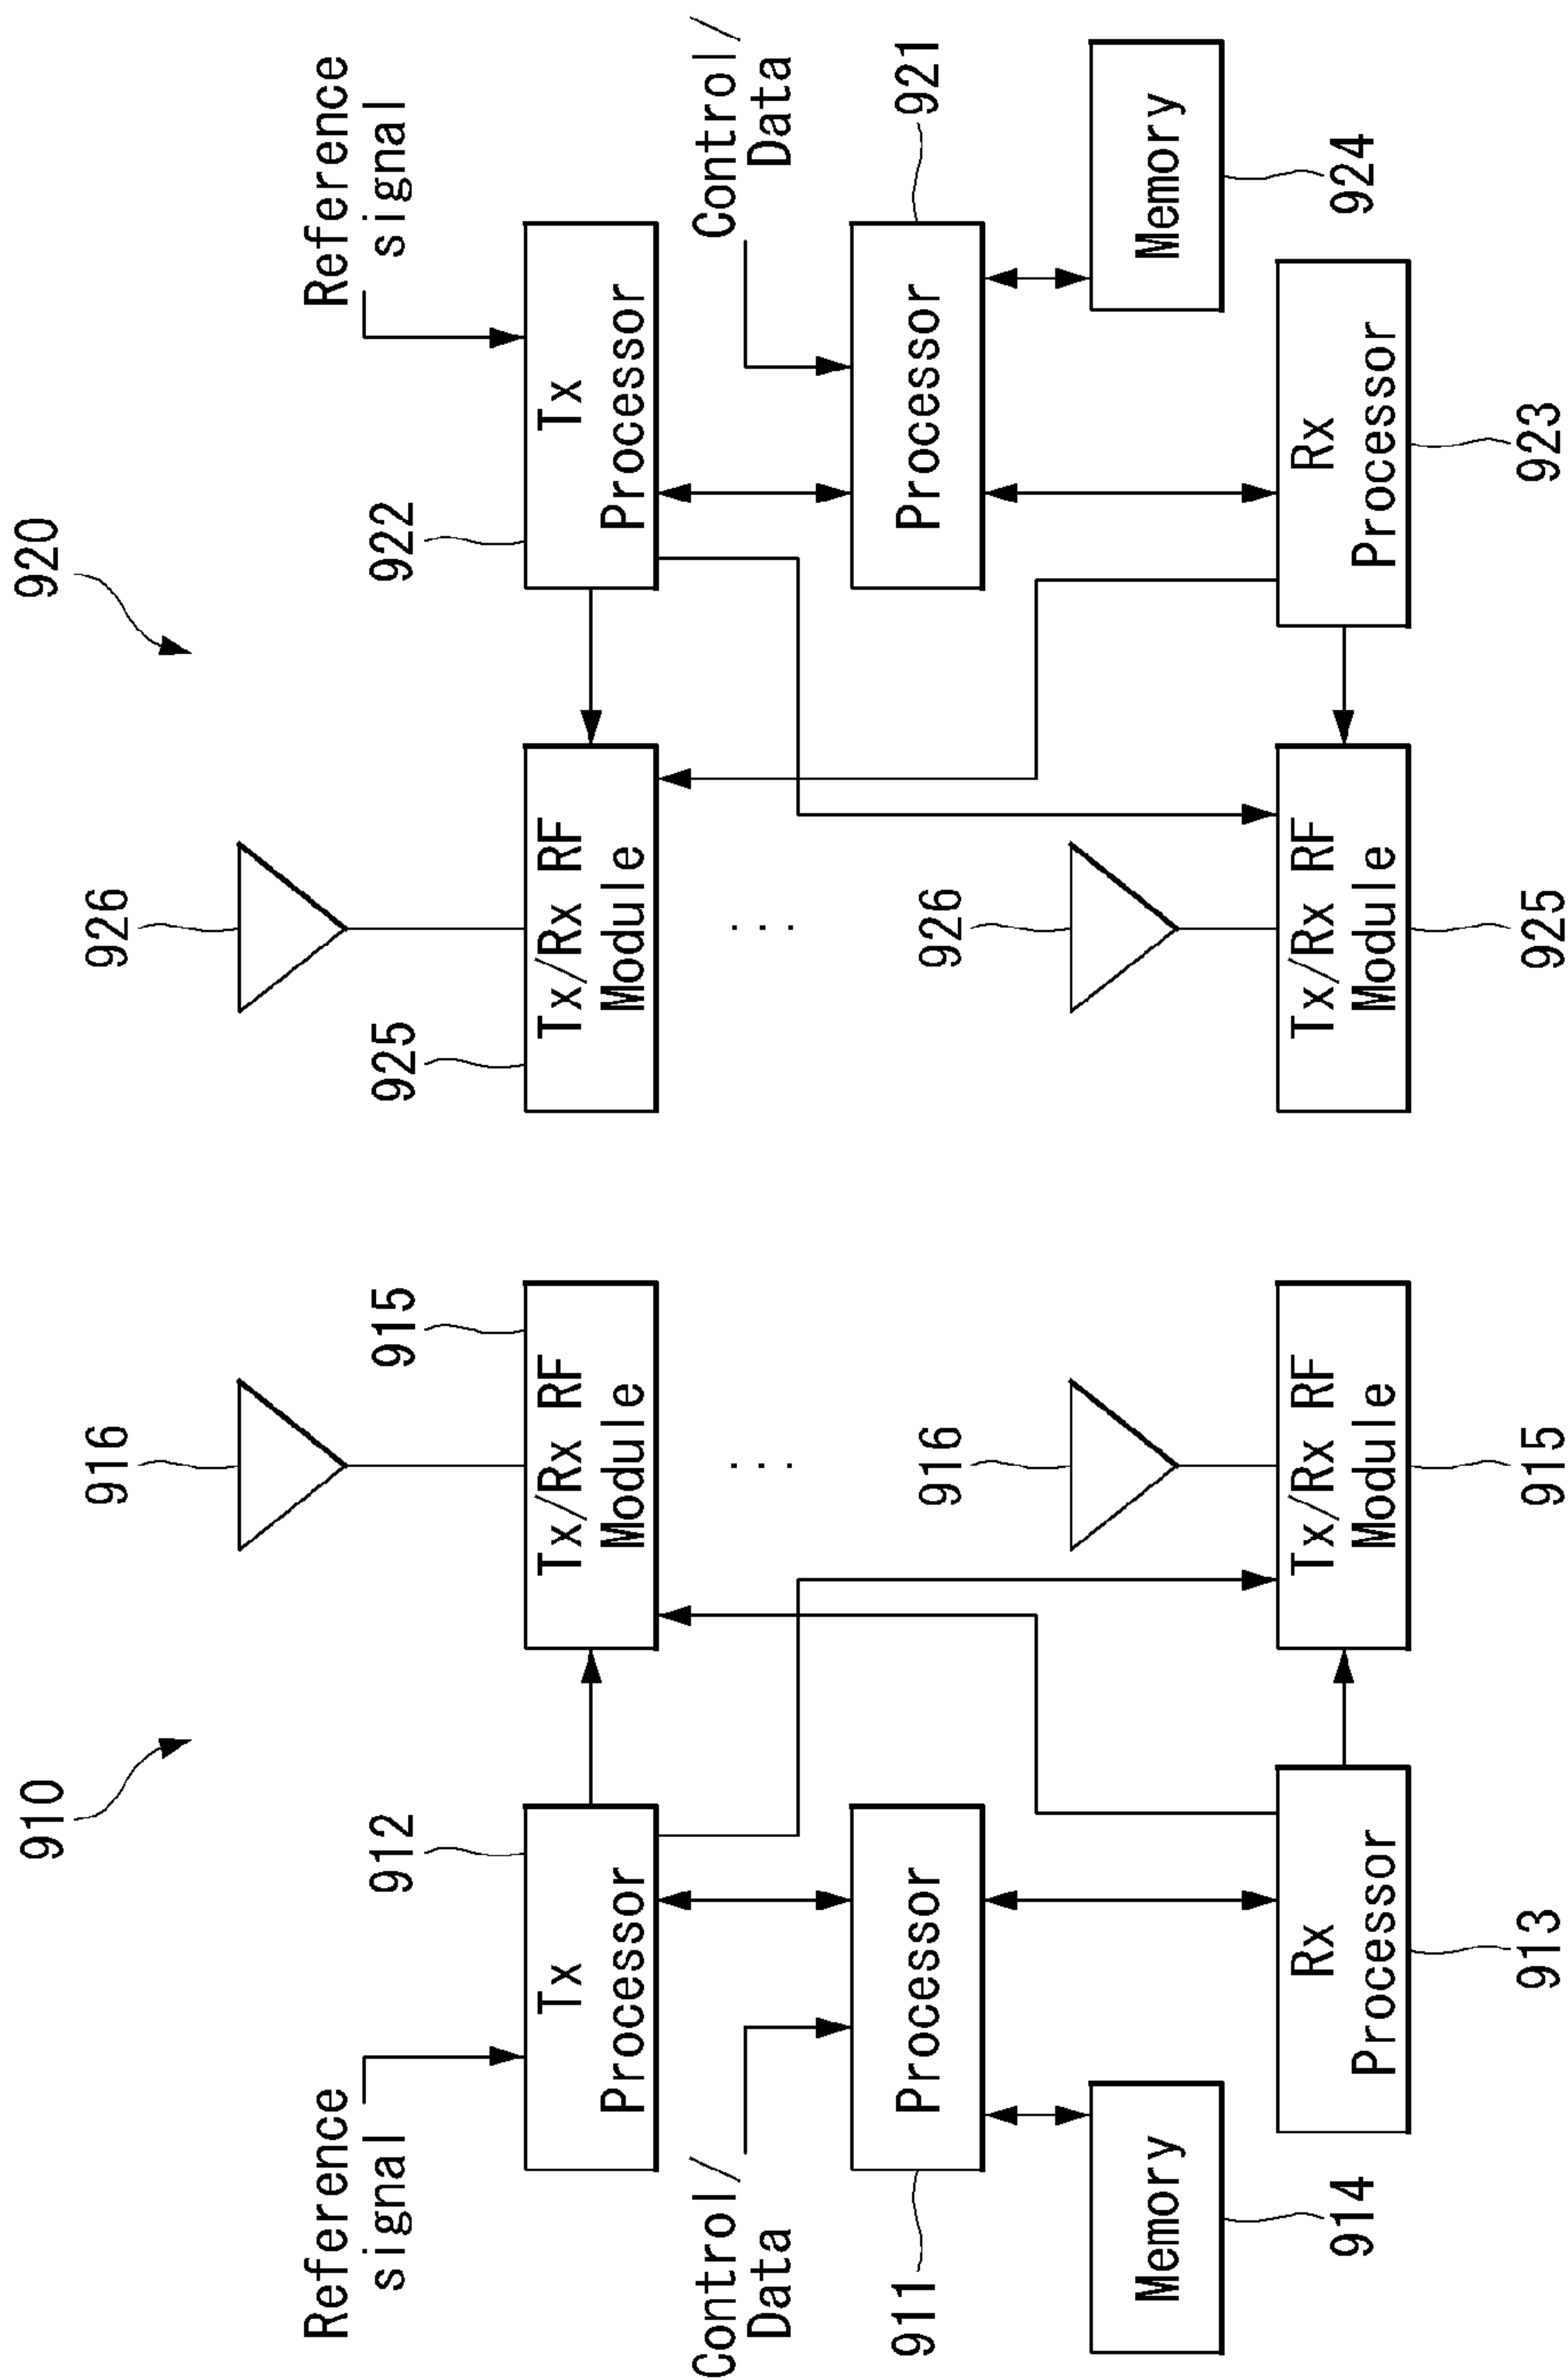 910
920
916
926
Reference
signal
912
915
925
922
Reference
signal
Tx
Processor
Tx/Rx RF
Module
Tx/Rx RF
Module
Tx
Processor
Control/
Data
...
...
Control/
Data
911
Processor
916
926
Processor
921
Memory
Memory
914
Rx
Processor
Tx/Rx RF
Module
Tx/Rx RF
Module
Rx
Processor
924
913
915
925
923